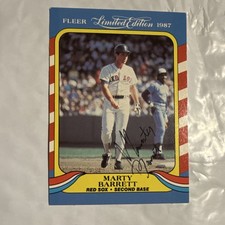 FLEER Limited Edition 1987
MARTY
BARRETT
RED SOX • SECOND BASE